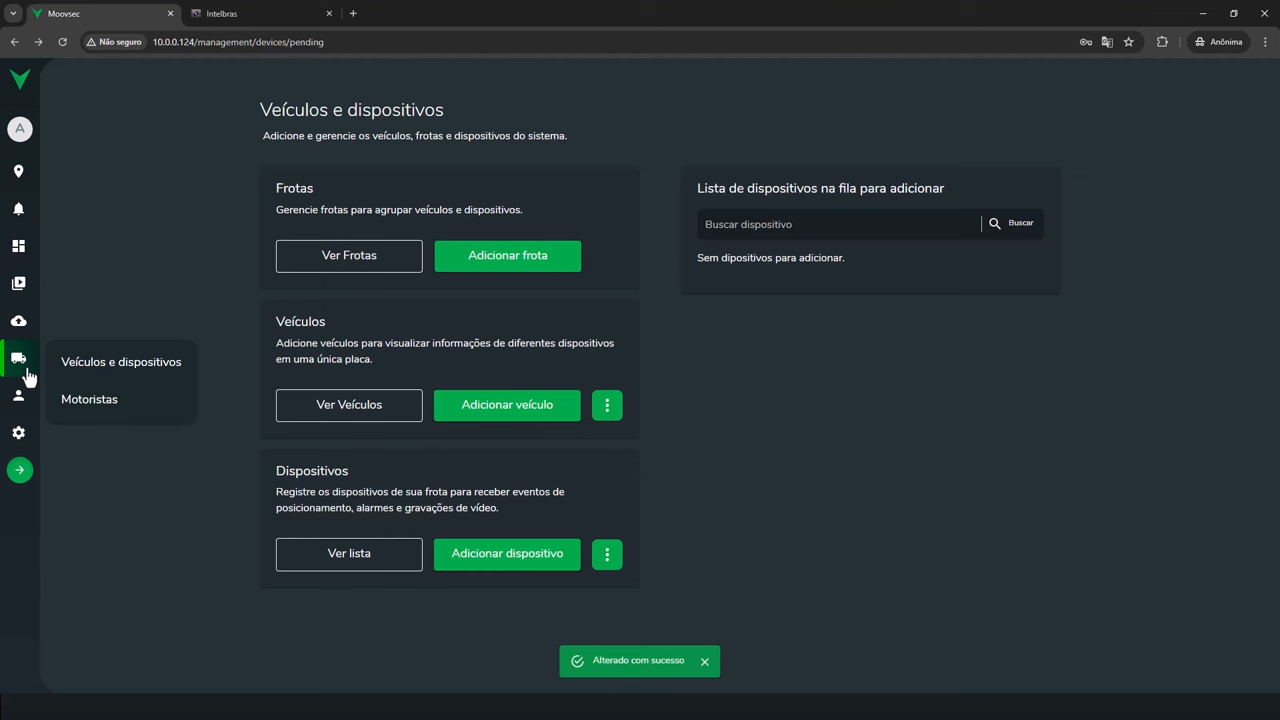 Moovsec
Intelbras
Não seguro
10.0.0.124/management/devices/pending
Anônima
A
Veículos e dispositivos
Adicione e gerencie os veículos, frotas e dispositivos do sistema.
Frotas
Gerencie frotas para agrupar veículos e dispositivos.
Ver Frotas
Adicionar frota
Lista de dispositivos na fila para adicionar
Buscar dispositivo
Buscar
Sem dipositivos para adicionar.
Veículos
Adicione veículos para visualizar informações de diferentes dispositivos
em uma única placa.
Ver Veículos
Adicionar veículo
Veículos e dispositivos
Motoristas
Dispositivos
Registre os dispositivos de sua frota para receber eventos de
posicionamento, alarmes e gravações de vídeo.
Ver lista
Adicionar dispositivo
Alterado com sucesso